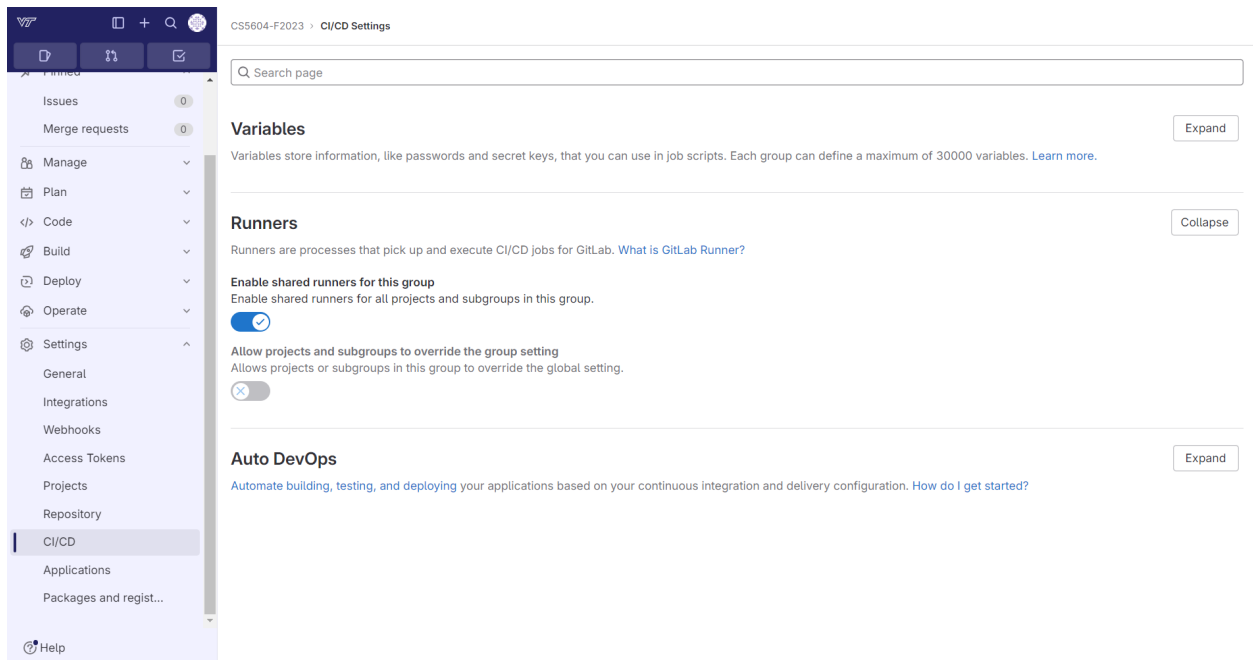 VT
CS5604-F2023 > CI/CD Settings
Pinned
Issues 0
Merge requests 0
Manage
Plan
Code
Build
Deploy
Operate
Settings
General
Integrations
Webhooks
Access Tokens
Projects
Repository
CI/CD
Applications
Packages and regist...
Help
Search page
Variables
Expand
Variables store information, like passwords and secret keys, that you can use in job scripts. Each group can define a maximum of 30000 variables. Learn more.
Runners
Collapse
Runners are processes that pick up and execute CI/CD jobs for GitLab. What is GitLab Runner?
Enable shared runners for this group
Enable shared runners for all projects and subgroups in this group.
Allow projects and subgroups to override the group setting
Allows projects or subgroups in this group to override the global setting.
Auto DevOps
Expand
Automate building, testing, and deploying your applications based on your continuous integration and delivery configuration. How do I get started?